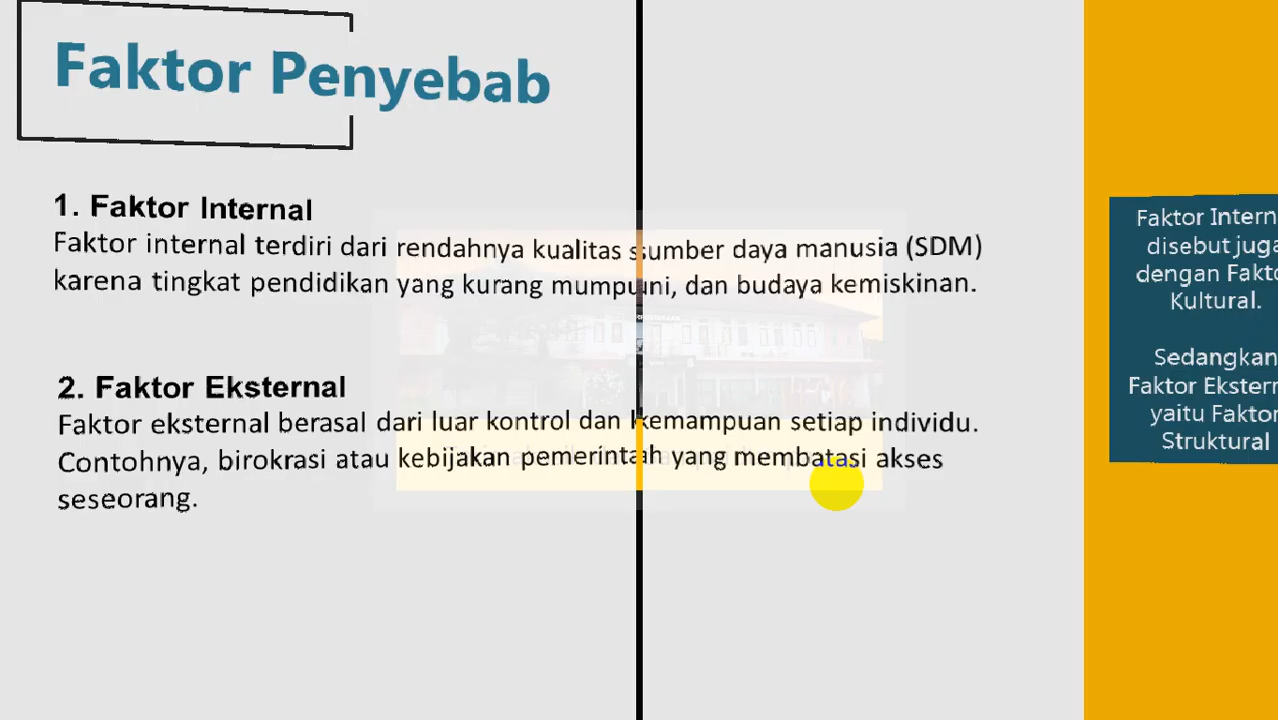 Faktor Penyebab
1. Faktor Internal
Faktor internal terdiri dari rendahnya kualitas sumber daya manusia (SDM)
karena tingkat pendidikan yang kurang mumpuni, dan budaya kemiskinan.
2. Faktor Eksternal
Faktor eksternal berasal dari luar kontrol dan kemampuan setiap individu.
Contohnya, birokrasi atau kebijakan pemerintah yang membatasi akses
seseorang.
Faktor Intern
disebut juga
dengan Fakto
Kultural.
Sedangkan
Faktor Ekstern
yaitu Faktor
Struktural